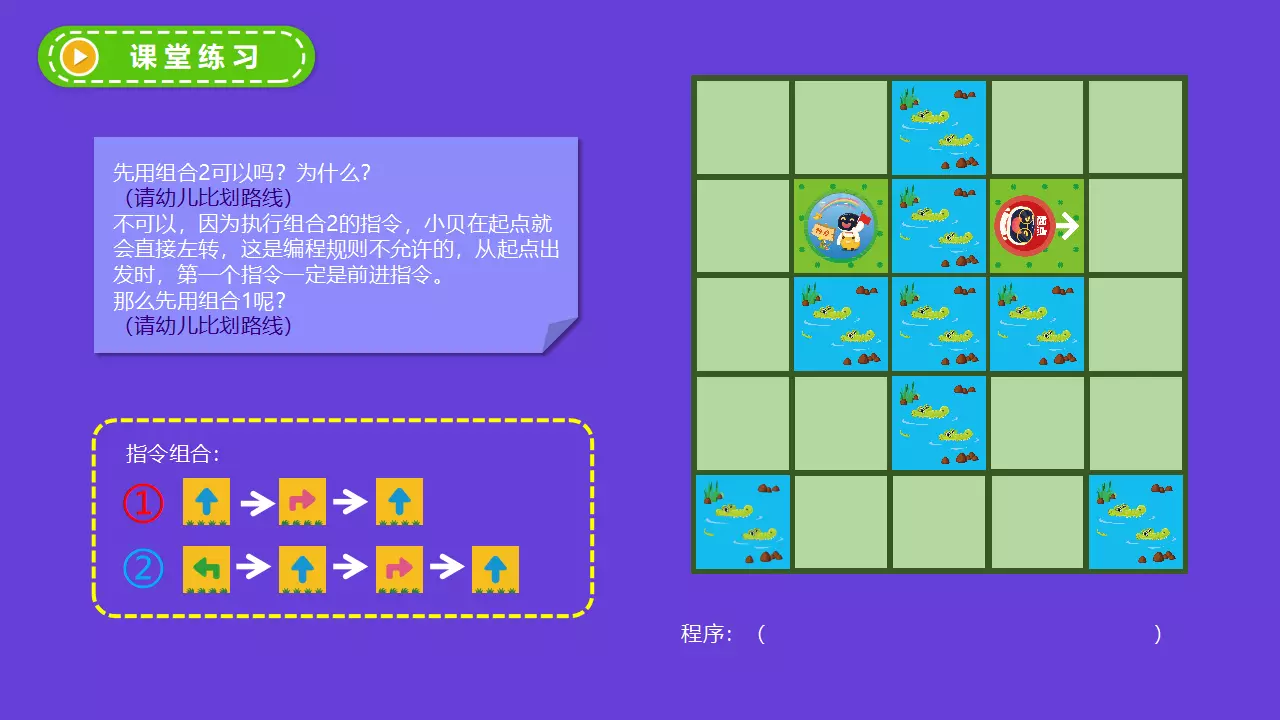 课堂练习
先用组合2可以吗？为什么？
（请幼儿比划路线）
不可以，因为执行组合2的指令，小贝在起点就
会直接左转，这是编程规则不允许的，从起点出
发时，第一个指令一定是前进指令。
那么先用组合1呢？
（请幼儿比划路线）
终点
起点
指令组合：
①
②
程序：（ ）